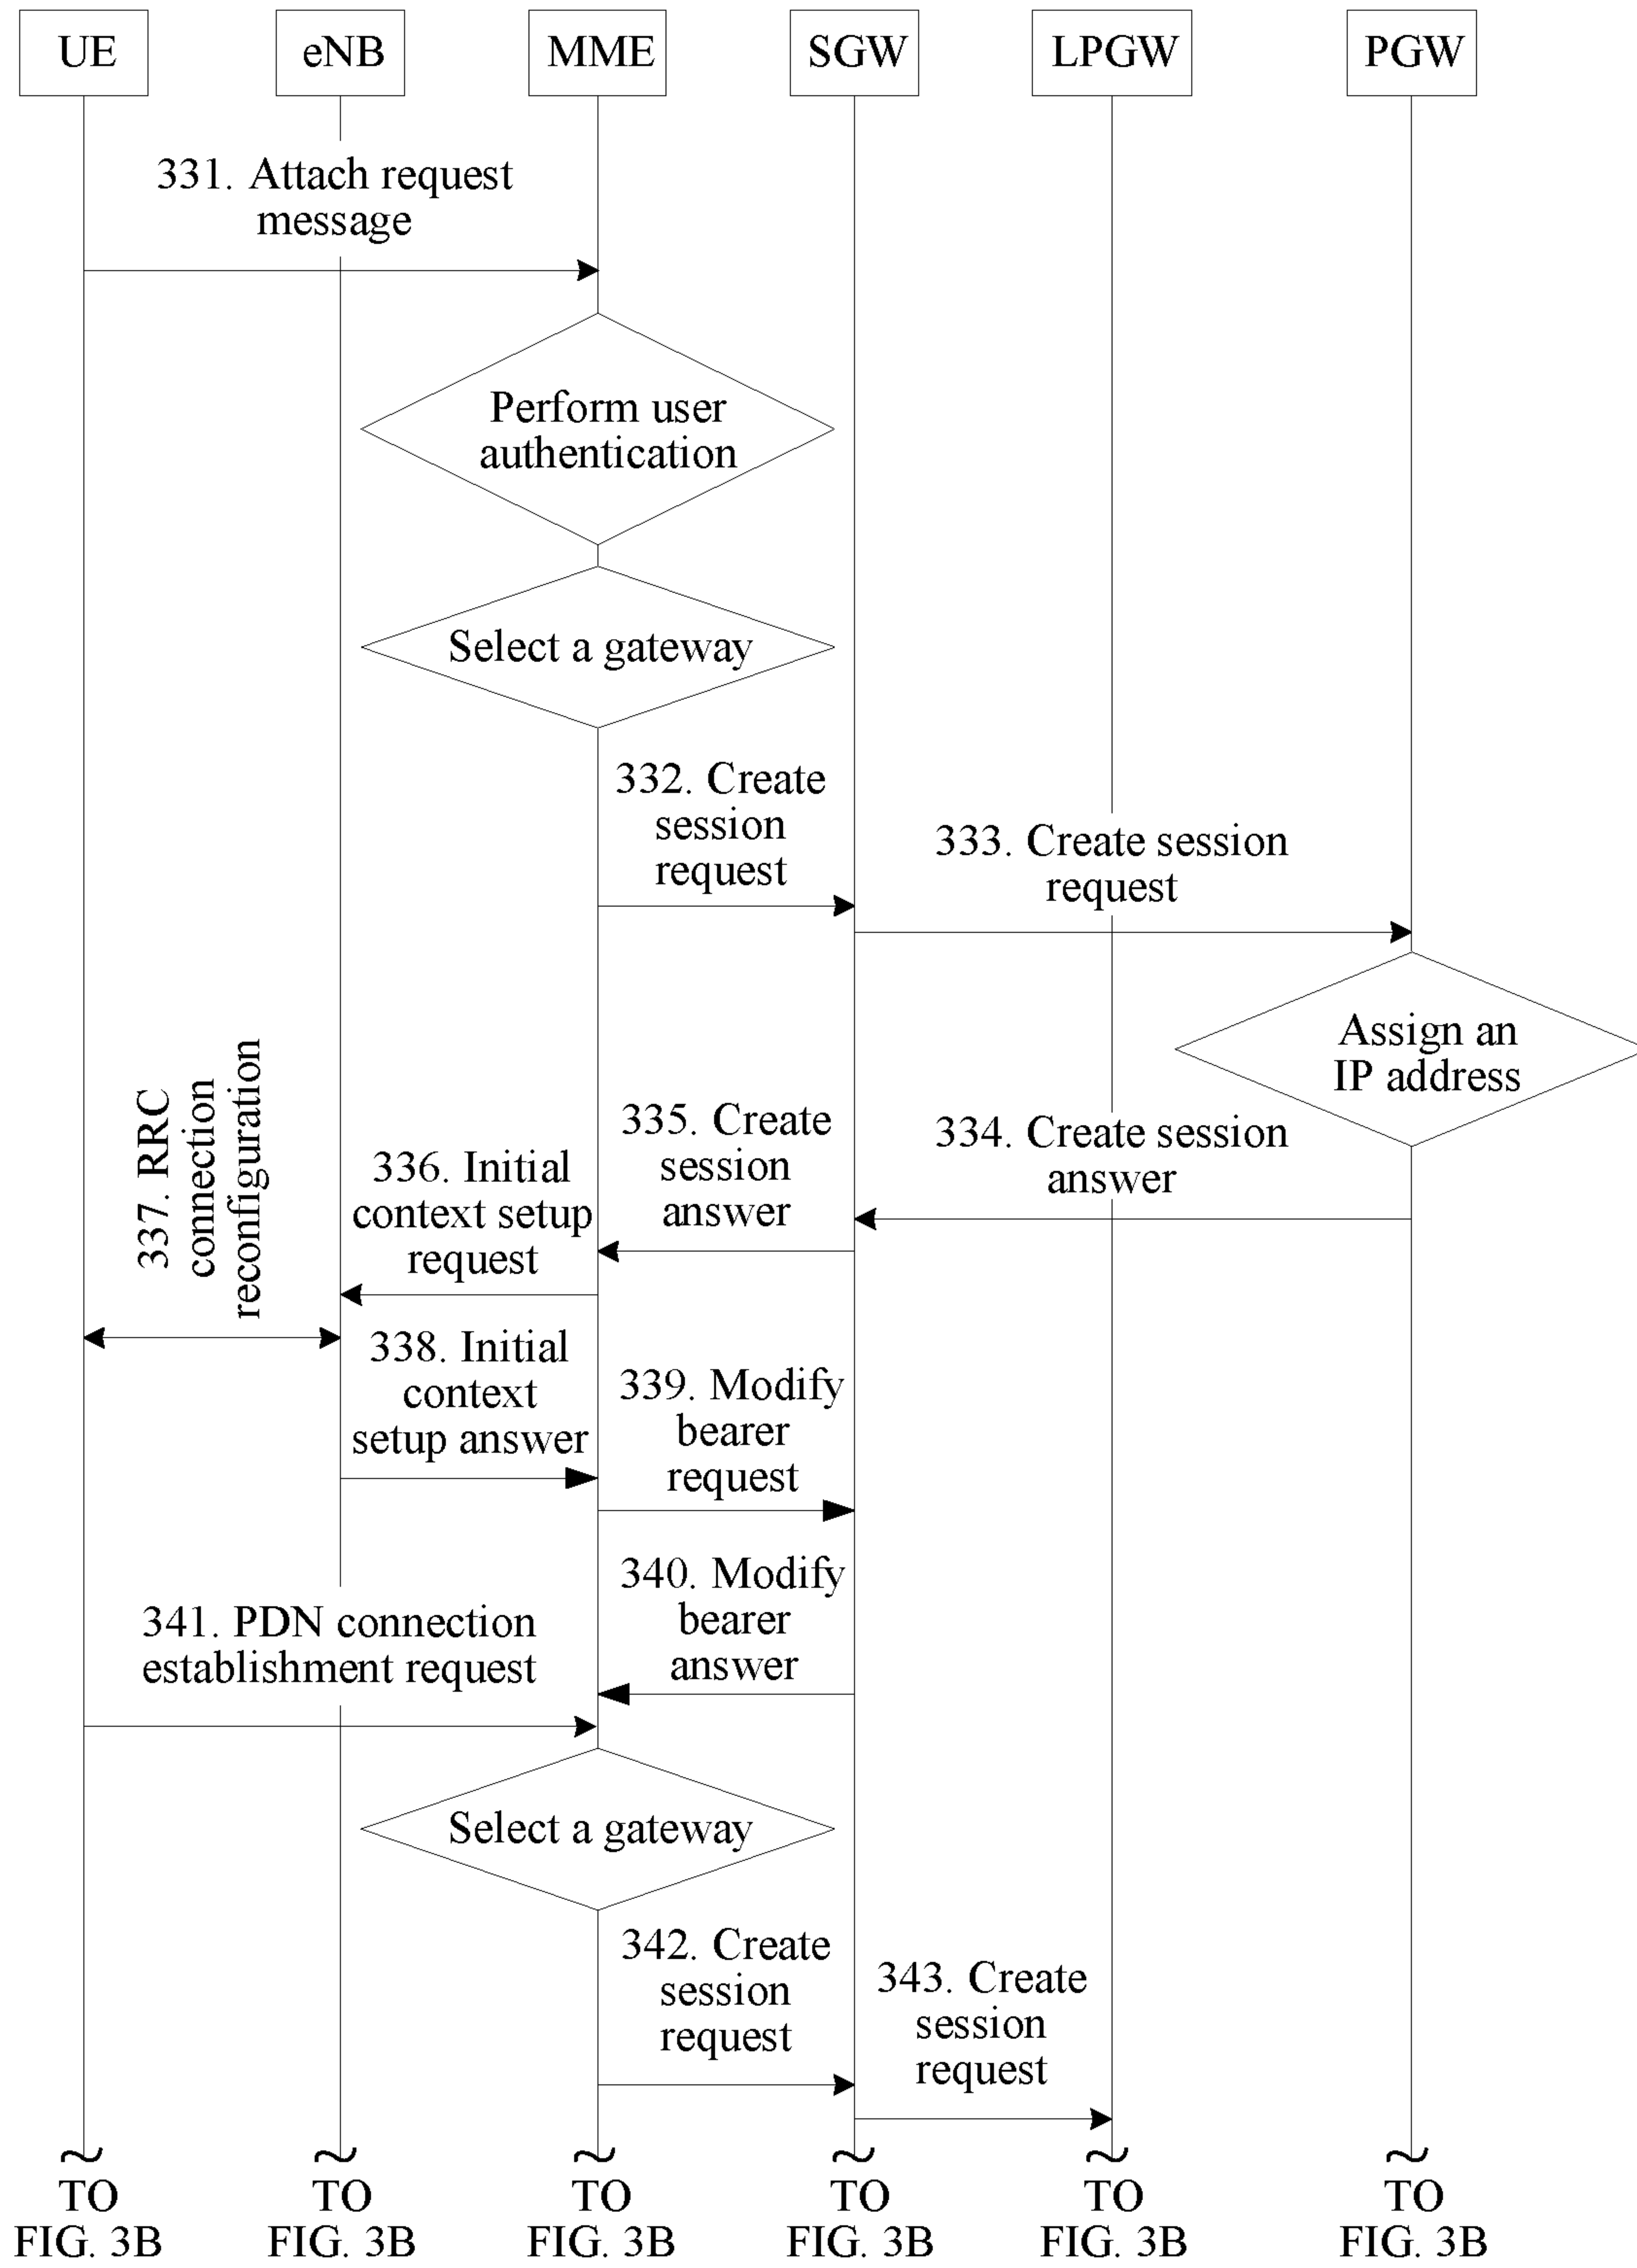 UE
eNB
MME
SGW
LPGW
PGW
331. Attach request
message
Perform user
authentication
Select a gateway
332. Create
session
request
333. Create session
request
Assign an
IP address
334. Create session
answer
335. Create
session
answer
336. Initial
context setup
request
337. RRC
connection
reconfiguration
338. Initial
context
setup answer
339. Modify
bearer
request
340. Modify
bearer
answer
341. PDN connection
establishment request
Select a gateway
342. Create
session
request
343. Create
session
request
TO
FIG. 3B
TO
FIG. 3B
TO
FIG. 3B
TO
FIG. 3B
TO
FIG. 3B
TO
FIG. 3B